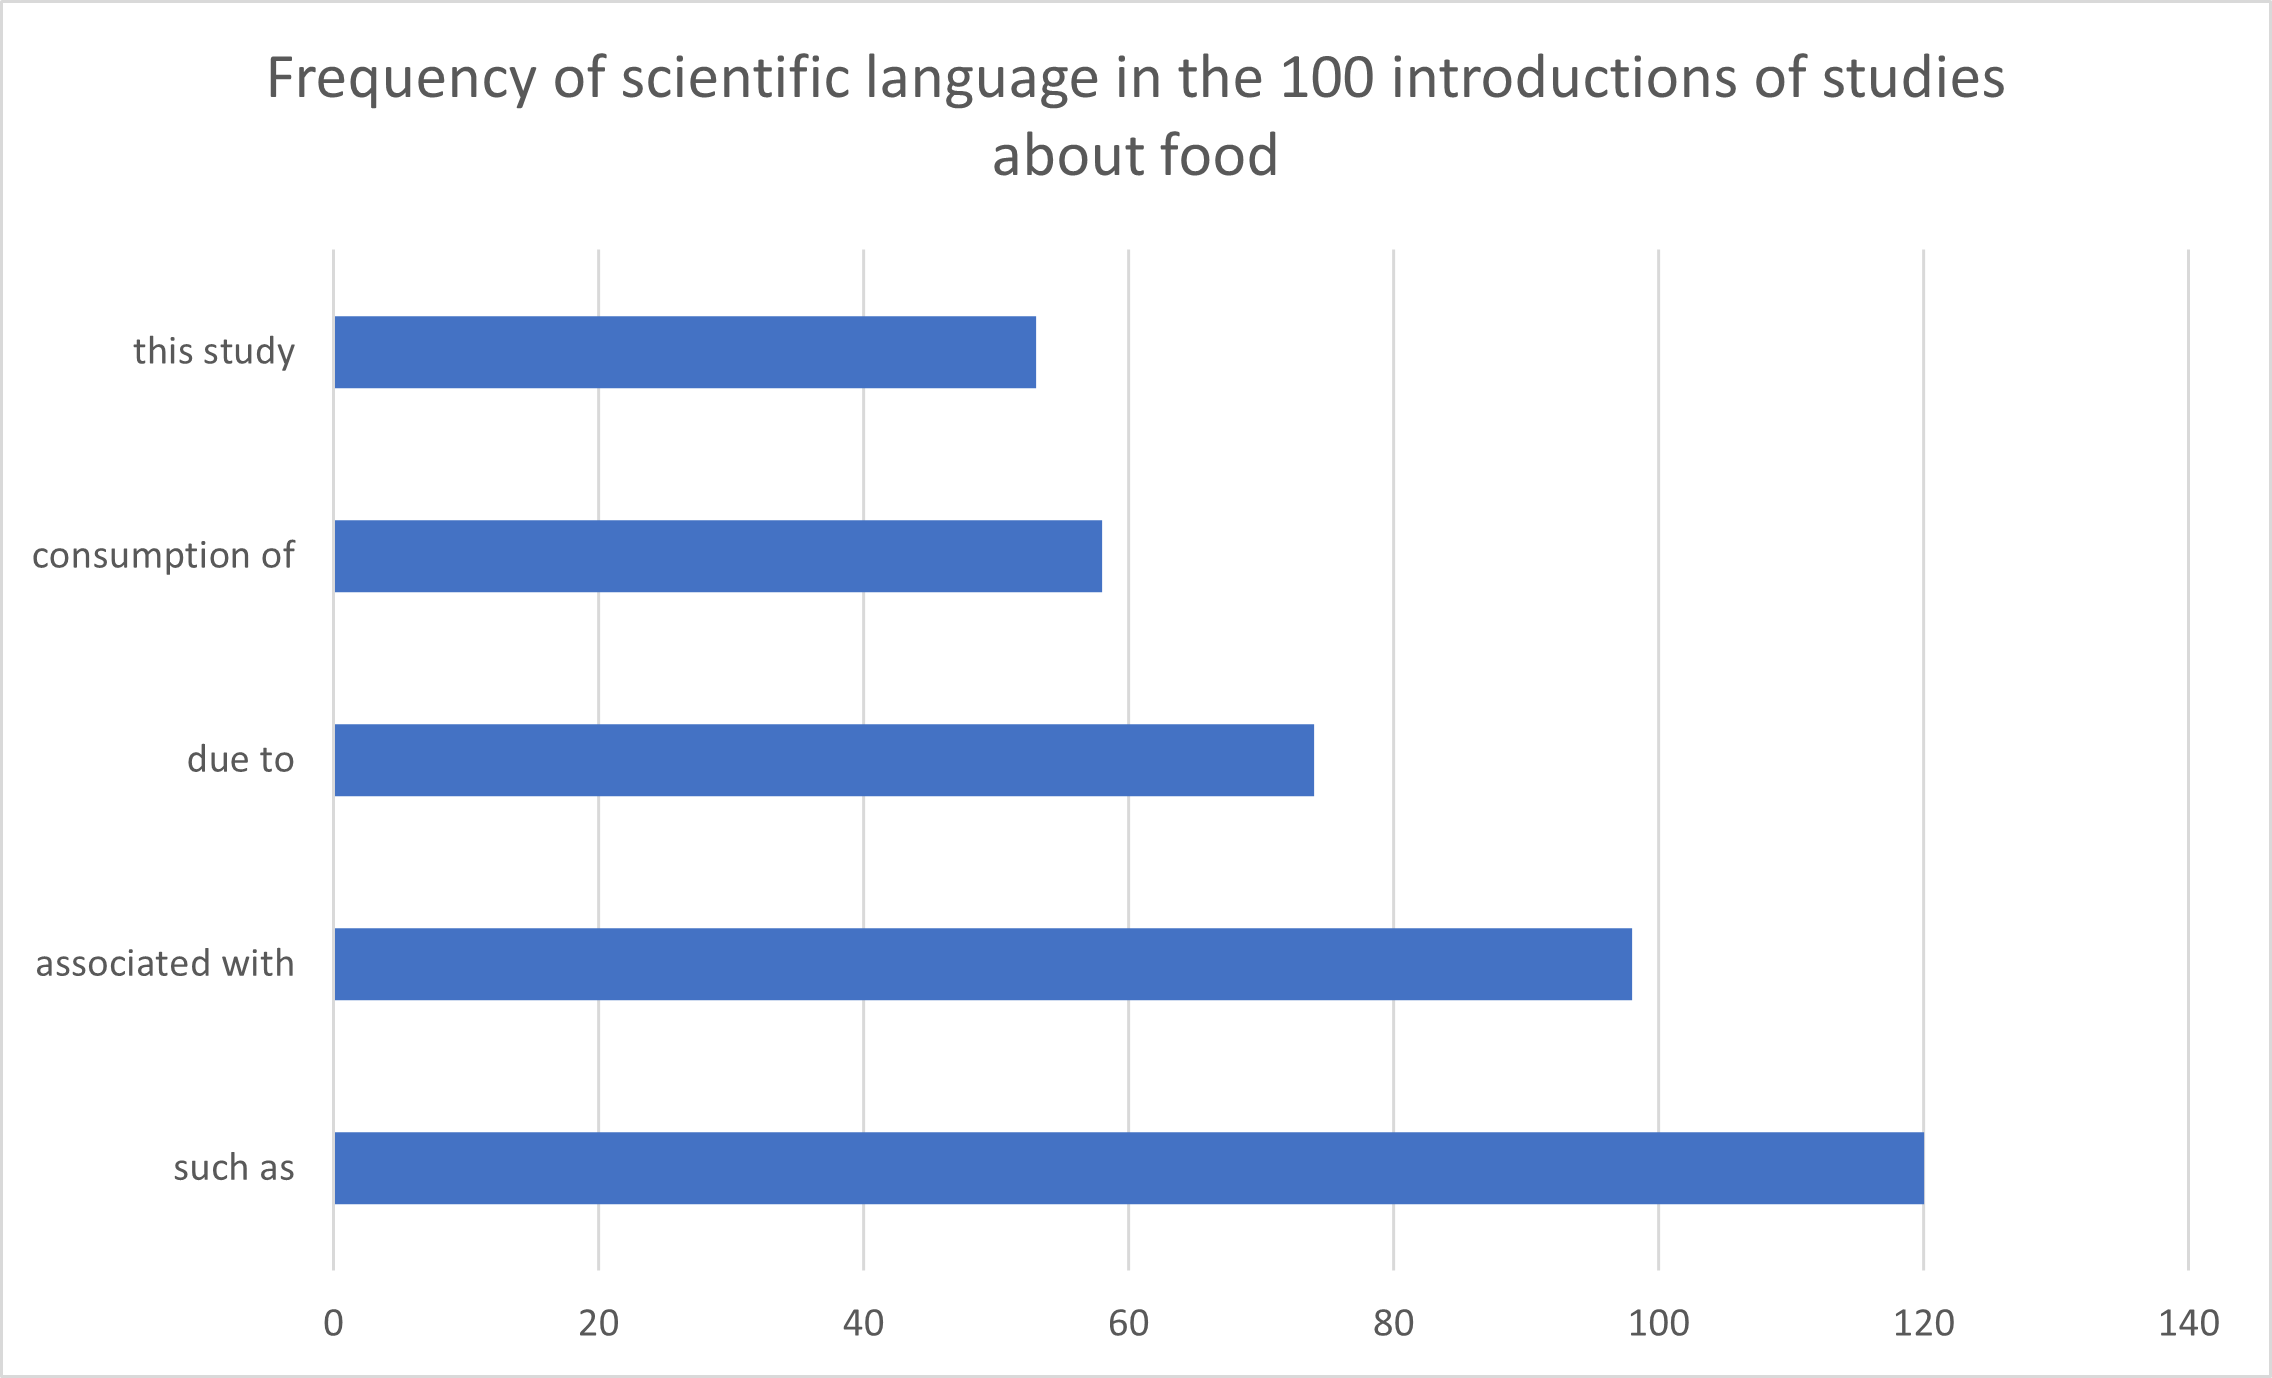 Frequency of scientific language in the 100 introductions of studies
about food
this study
consumption of
due to
associated with
such as
0 20 40 60 80 100 120 140